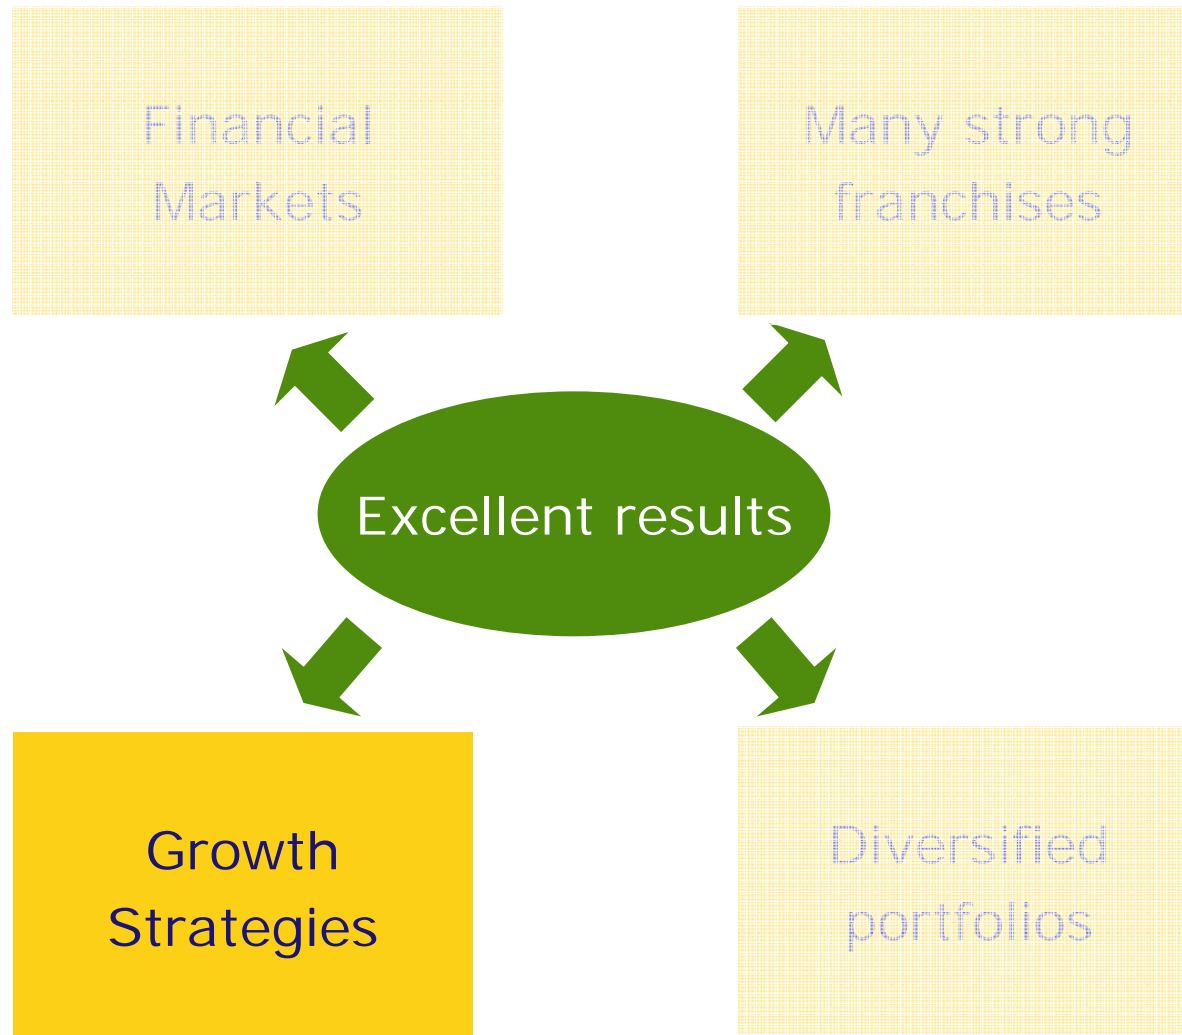 Financial
Markets
Many strong
franchises
Excellent results
Growth
Strategies
Diversified
portfolios